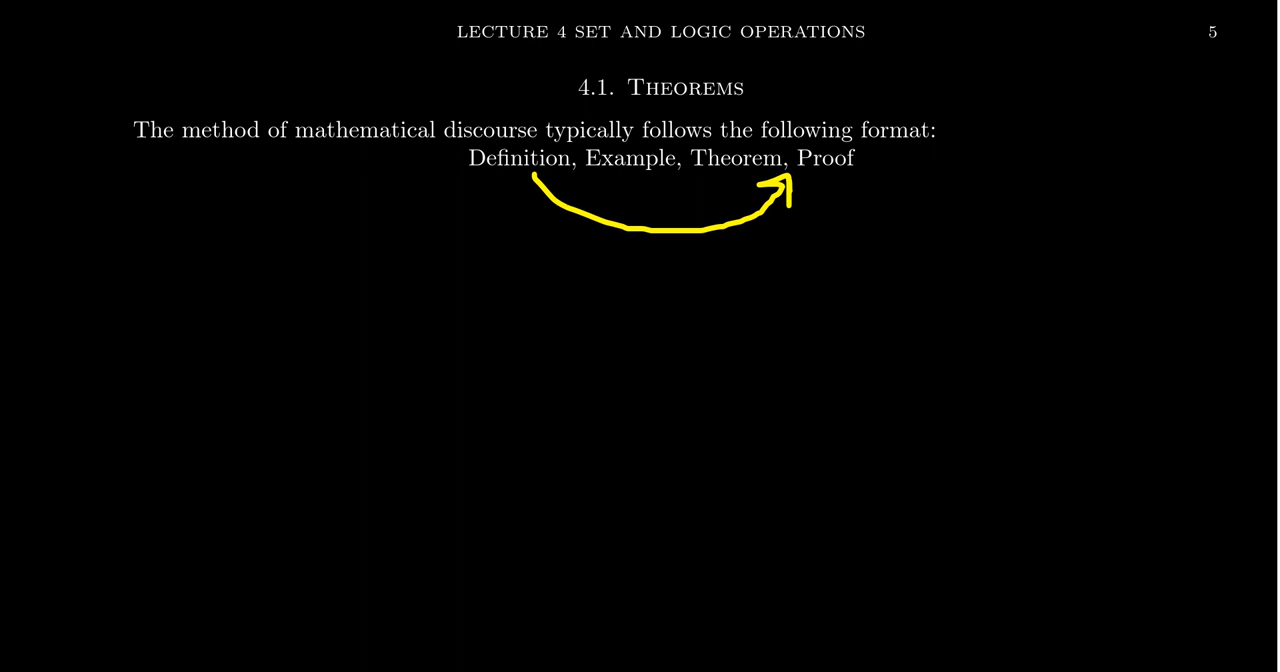 LECTURE 4 SET AND LOGIC OPERATIONS 5
4.1. THEOREMS
The method of mathematical discourse typically follows the following format:
Definition, Example, Theorem, Proof